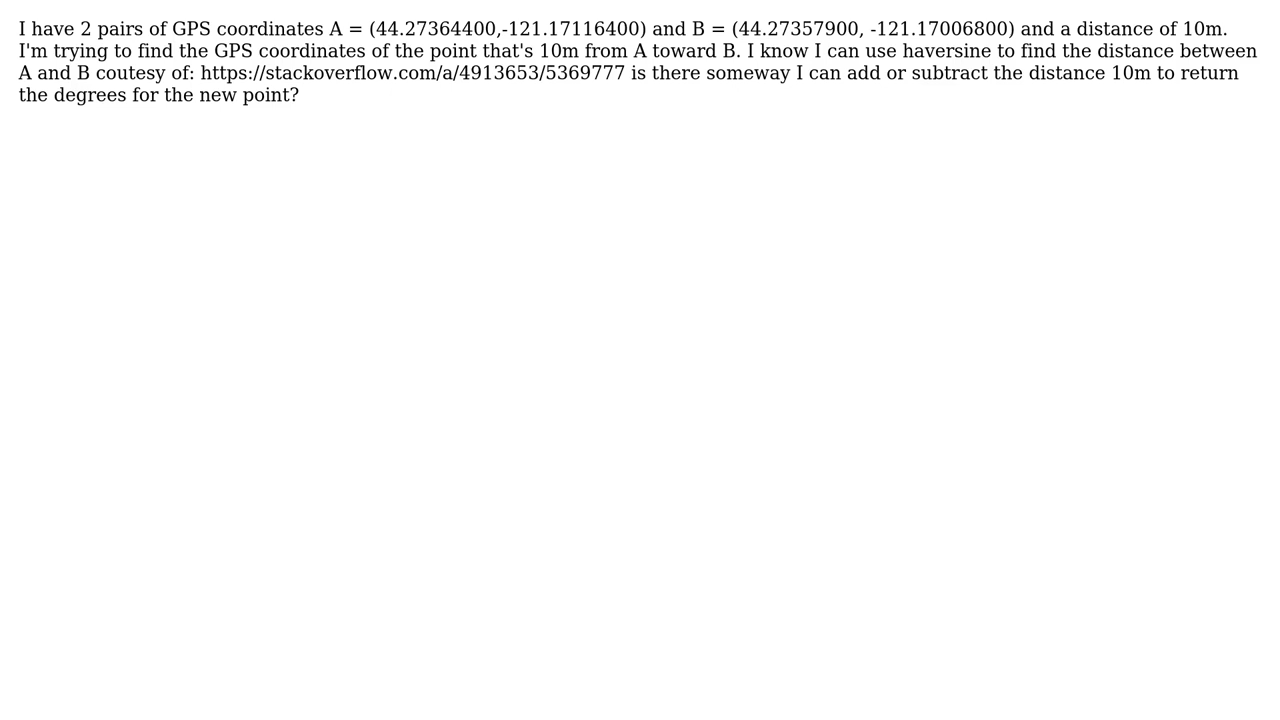 I have 2 pairs of GPS coordinates A = (44.27364400,-121.17116400) and B = (44.27357900, -121.17006800) and a distance of 10m.
I'm trying to find the GPS coordinates of the point that's 10m from A toward B. I know I can use haversine to find the distance between
A and B coutesy of: https://stackoverflow.com/a/4913653/5369777 is there someway I can add or subtract the distance 10m to return
the degrees for the new point?